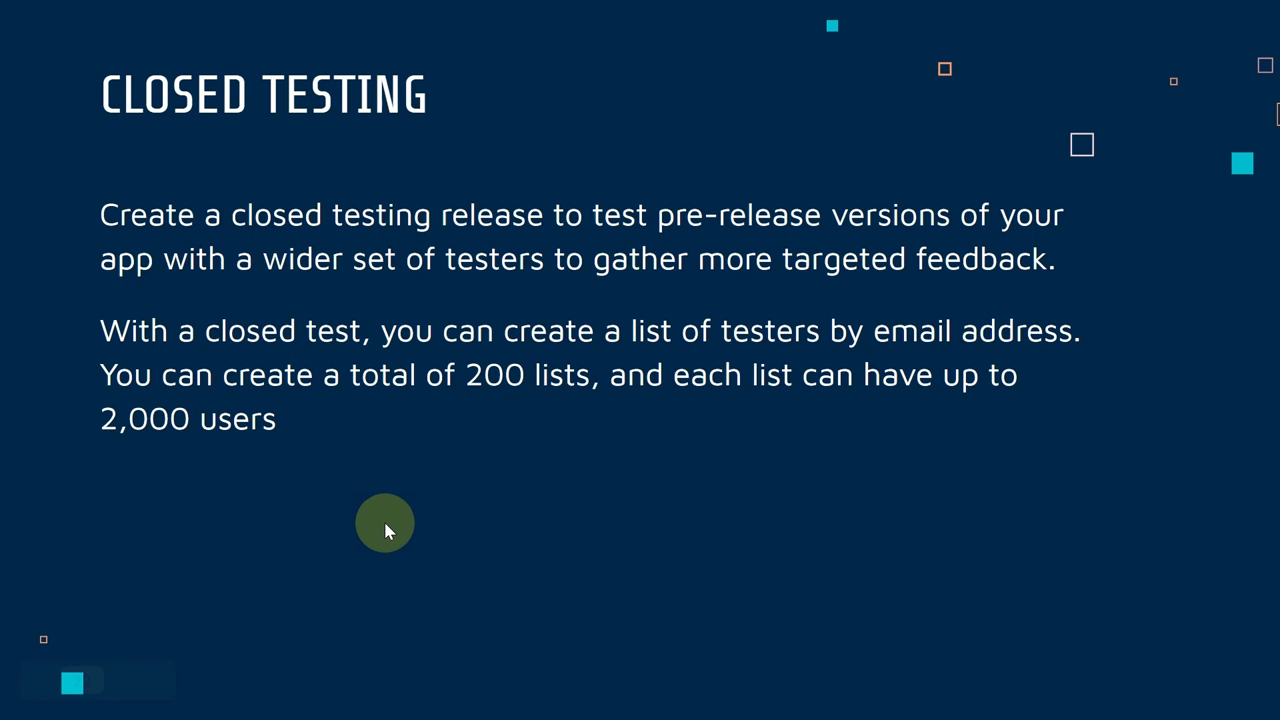 CLOSED TESTING
Create a closed testing release to test pre-release versions of your
app with a wider set of testers to gather more targeted feedback.
With a closed test, you can create a list of testers by email address.
You can create a total of 200 lists, and each list can have up to
2,000 users